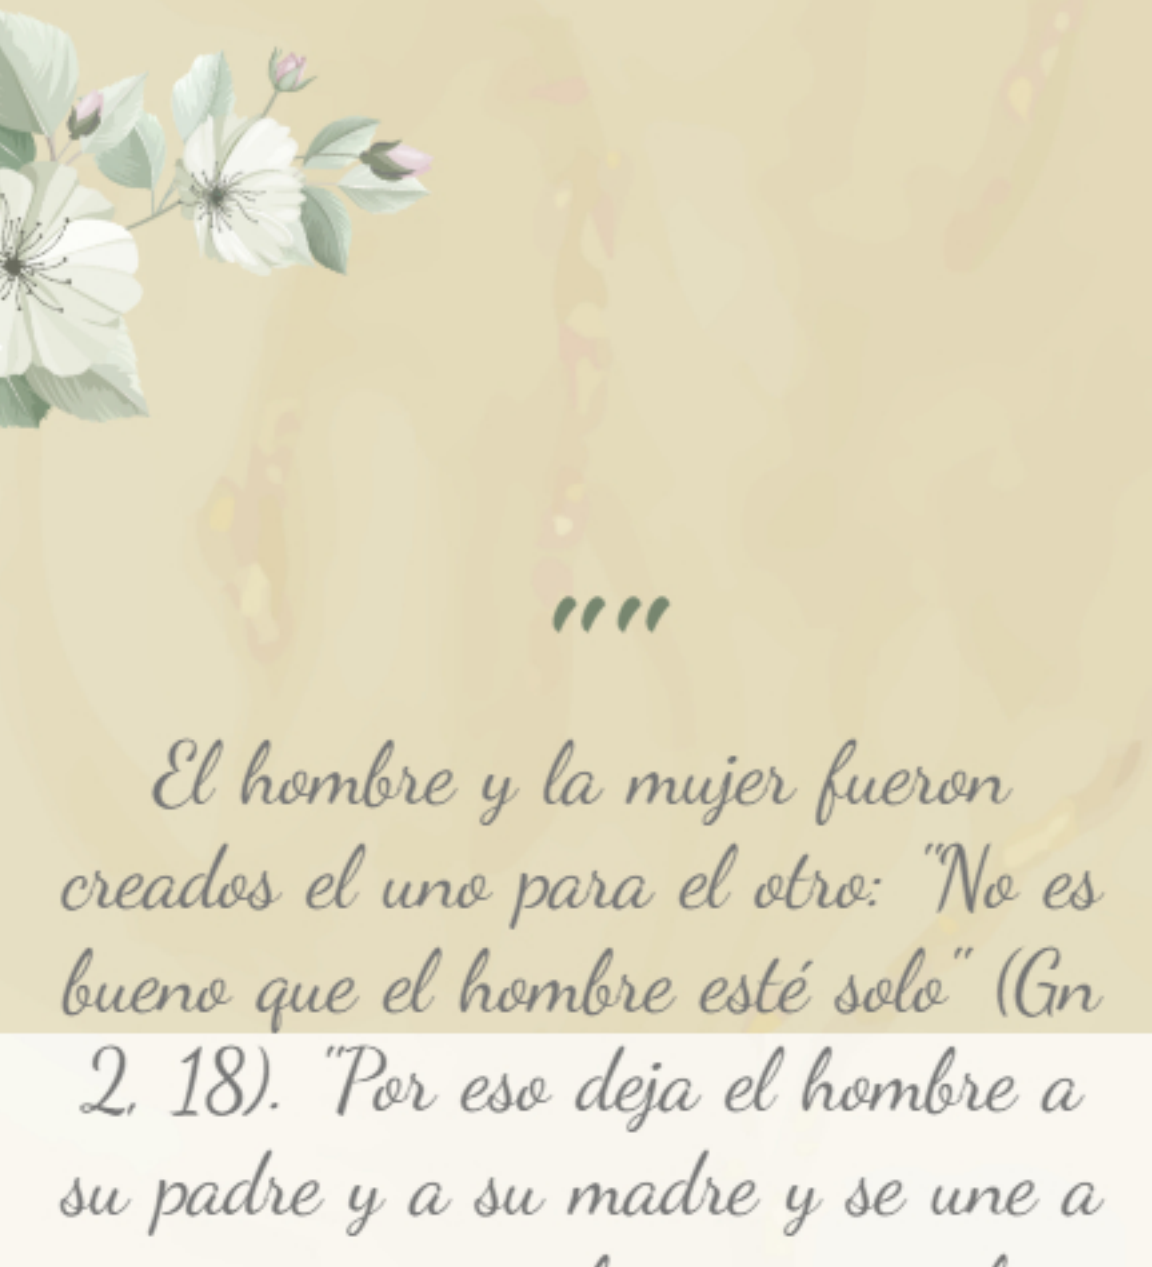 ""
El hombre y la mujer fueron
creados el uno para el otro: "No es
bueno que el hombre esté solo" (Gn
2, 18). "Por eso deja el hombre a
su padre y a su madre y se une a